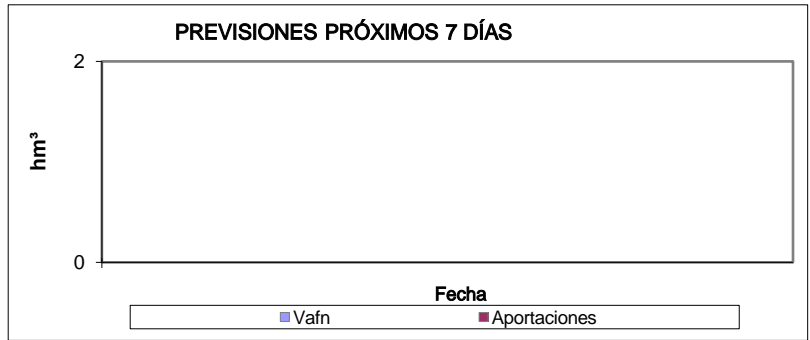 PREVISIONES PRÓXIMOS 7 DÍAS
2
hm³
0
Fecha
Vafn Aportaciones